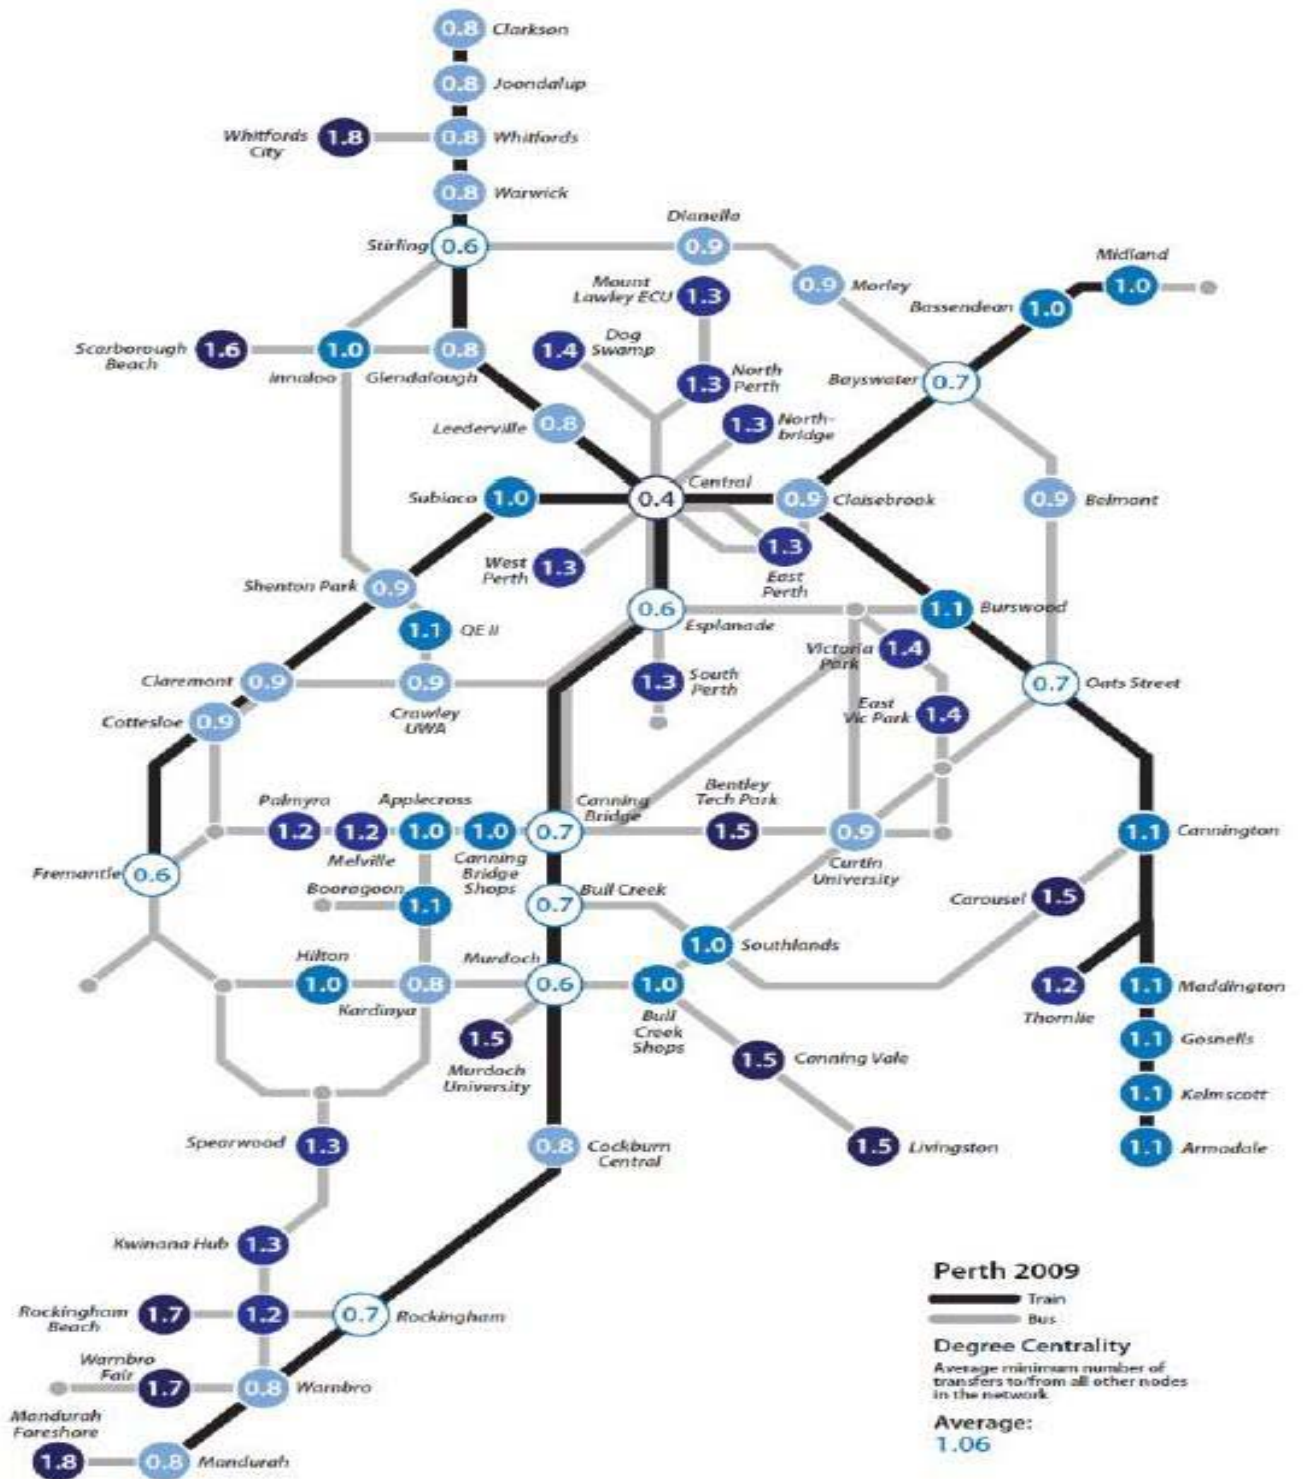 0.8 Clarkson
0.8 Joondalup
Whitfords
City
1.8
0.8 Whitfords
0.8 Warwick
Stirling 0.6
Dianella
0.9
0.9 Morley
Midland
1.0
Bassendean 1.0
Mount
Lawley ECU
1.3
Dog
Swamp
1.4
Scarborough
Beach
1.6
1.0
Innaloo
0.8
Glendalough
North
Perth
1.3
Bayswater 0.7
Leederville 0.8
1.3
North-
bridge
Subiaco 1.0
Central
0.4
0.9 Claisebrook
0.9 Belmont
West
Perth
1.3
1.3
East
Perth
Shenton Park 0.9
1.1 QE II
0.6
Esplanade
1.1 Burswood
Victoria
Park
1.4
Claremont 0.9
0.9
Crawley
UWA
1.3
South
Perth
0.7 Oats Street
Cottesloe 0.9
East
Vic Park
1.4
Palmyra
1.2
1.2
Melville
Applecross
1.0
1.0
Canning
Bridge
Shops
Canning
Bridge
0.7
Bentley
Tech Park
1.5
0.9
Curtin
University
1.1 Cannington
Fremantle 0.6
Booragoon
1.1
Bull Creek
0.7
Carousel 1.5
1.0 Southlands
Hilton
1.0
0.8
Kardinya
Murdoch
0.6
1.0
Bull
Creek
Shops
1.2
Thornlie
1.1 Maddington
1.5
Murdoch
University
1.5 Canning Vale
1.1 Gosnells
1.1 Kelmscott
Spearwood 1.3
0.8 Cockburn
Central
1.5 Livingston
1.1 Armadale
Kwinana Hub 1.3
Rockingham
Beach
1.7
1.2
0.7 Rockingham
Warnbro
Fair
1.7
0.8 Warnbro
Mandurah
Foreshore
1.8
0.8 Mandurah
Perth 2009
Train
Bus
Degree Centrality
Average minimum number of
transfers to/from all other nodes
in the network
Average:
1.06